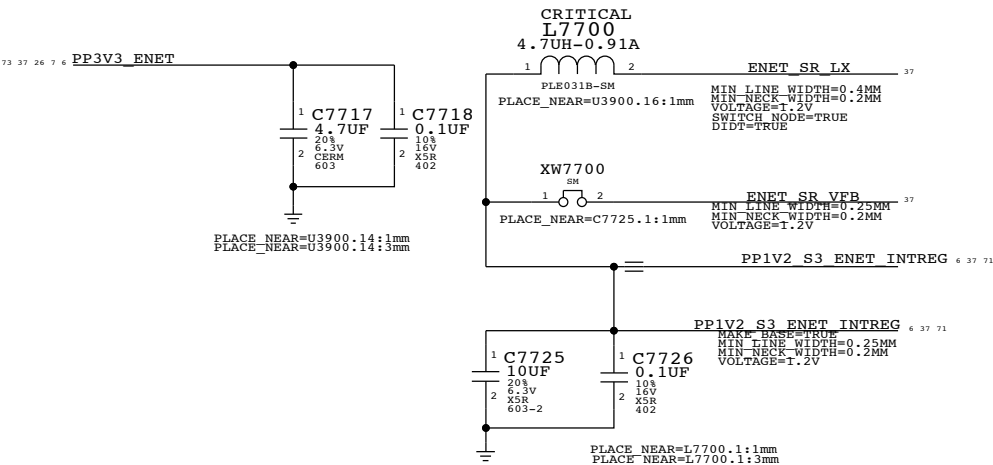 CRITICAL
L7700
4.7UH-0.91A
1 2
PLE031B-SM
PLACE_NEAR=U3900.16:1mm
ENET_SR_LX 37
MIN_LINE_WIDTH=0.4MM
MIN_NECK_WIDTH=0.2MM
VOLTAGE=1.2V
SWITCH_NODE=TRUE
DIDT=TRUE
73 37 26 7 6 PP3V3_ENET
1 C7717
4.7UF
20%
6.3V
2 CERM
603
1 C7718
0.1UF
10%
16V
2 X5R
402
PLACE_NEAR=U3900.14:1mm
PLACE_NEAR=U3900.14:3mm
XW7700
SM
1 2
PLACE_NEAR=C7725.1:1mm
ENET_SR_VFB 37
MIN_LINE_WIDTH=0.25MM
MIN_NECK_WIDTH=0.2MM
VOLTAGE=1.2V
PP1V2_S3_ENET_INTREG 6 37 71
PP1V2_S3_ENET_INTREG 6 37 71
MAKE_BASE=TRUE
MIN_LINE_WIDTH=0.25MM
MIN_NECK_WIDTH=0.2MM
VOLTAGE=1.2V
1 C7725
10UF
20%
6.3V
2 X5R
603-2
1 C7726
0.1UF
10%
16V
2 X5R
402
PLACE_NEAR=L7700.1:1mm
PLACE_NEAR=L7700.1:3mm